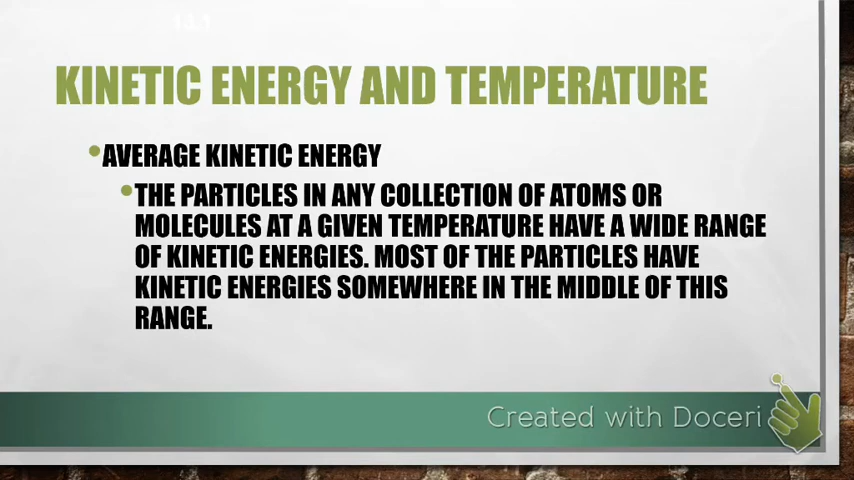 13.1
KINETIC ENERGY AND TEMPERATURE
•AVERAGE KINETIC ENERGY
•THE PARTICLES IN ANY COLLECTION OF ATOMS OR
MOLECULES AT A GIVEN TEMPERATURE HAVE A WIDE RANGE
OF KINETIC ENERGIES. MOST OF THE PARTICLES HAVE
KINETIC ENERGIES SOMEWHERE IN THE MIDDLE OF THIS
RANGE.
Created with Doceri